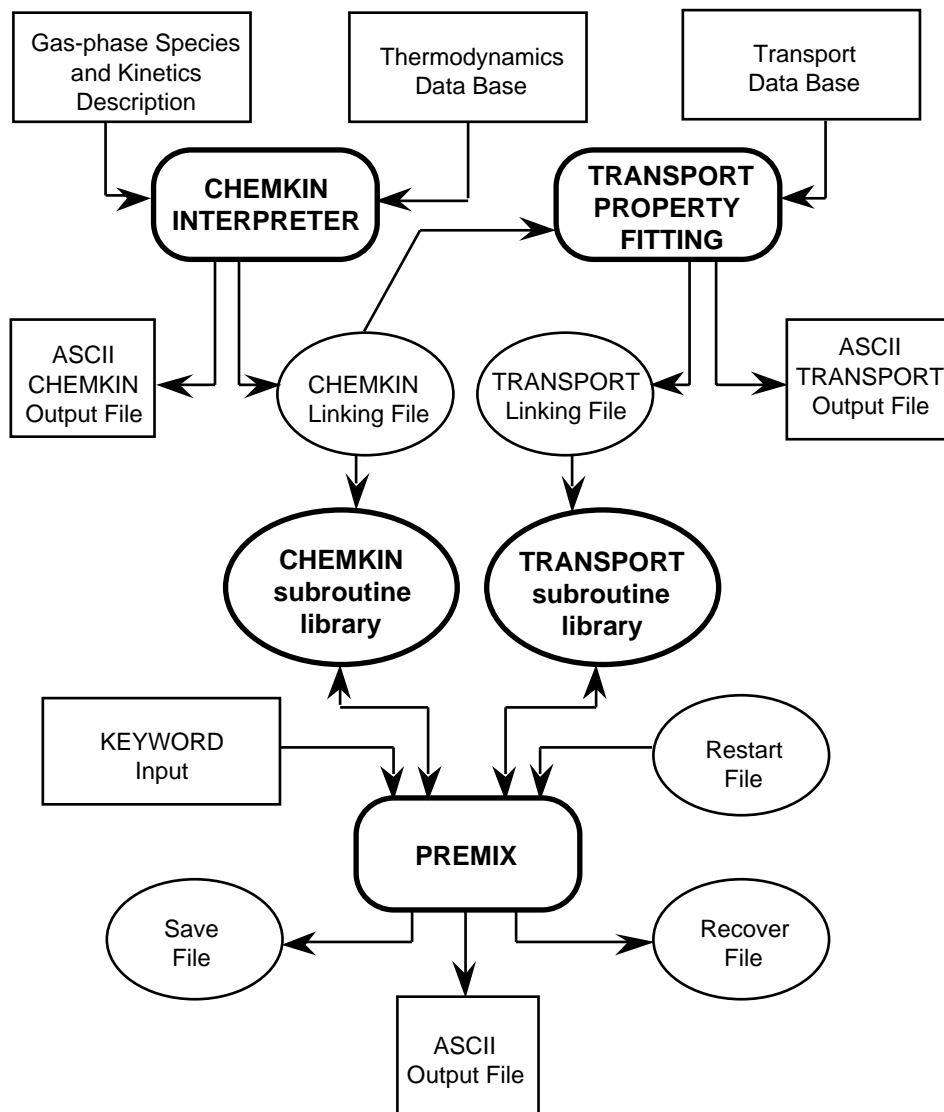 Gas-phase Species
and Kinetics
Description
Thermodynamics
Data Base
Transport
Data Base
CHEMKIN
INTERPRETER
TRANSPORT
PROPERTY
FITTING
ASCII
CHEMKIN
Output File
CHEMKIN
Linking File
TRANSPORT
Linking File
ASCII
TRANSPORT
Output File
CHEMKIN
subroutine
library
TRANSPORT
subroutine
library
KEYWORD
Input
Restart
File
PREMIX
Save
File
Recover
File
ASCII
Output File